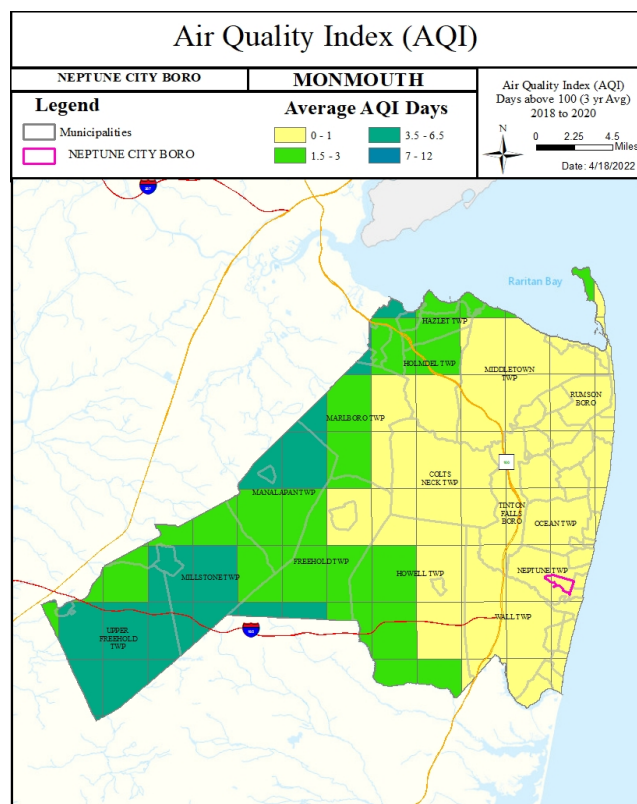 Air Quality Index (AQI)
NEPTUNE CITY BORO
MONMOUTH
Legend
Municipalities
NEPTUNE CITY BORO
Average AQI Days
0 - 1
3.5 - 6.5
1.5 - 3
7 - 12
Air Quality Index (AQI)
Days above 100 (3 yr Avg)
2018 to 2020
N
0 2.25 4.5
Miles
Date: 4/18/2022
Raritan Bay
HAZLET TWP
HOLMDEL TWP
MIDDLETOWN
TWP
RUMSON
BORO
MARLBORO TWP
COLTS
NECK TWP
MANALAPAN TWP
TINTON
FALLS
BORO
OCEAN TWP
FREEHOLD TWP
HOWELL TWP
NEPTUNE TWP
MILLSTONE TWP
WALL TWP
UPPER
FREEHOLD
TWP